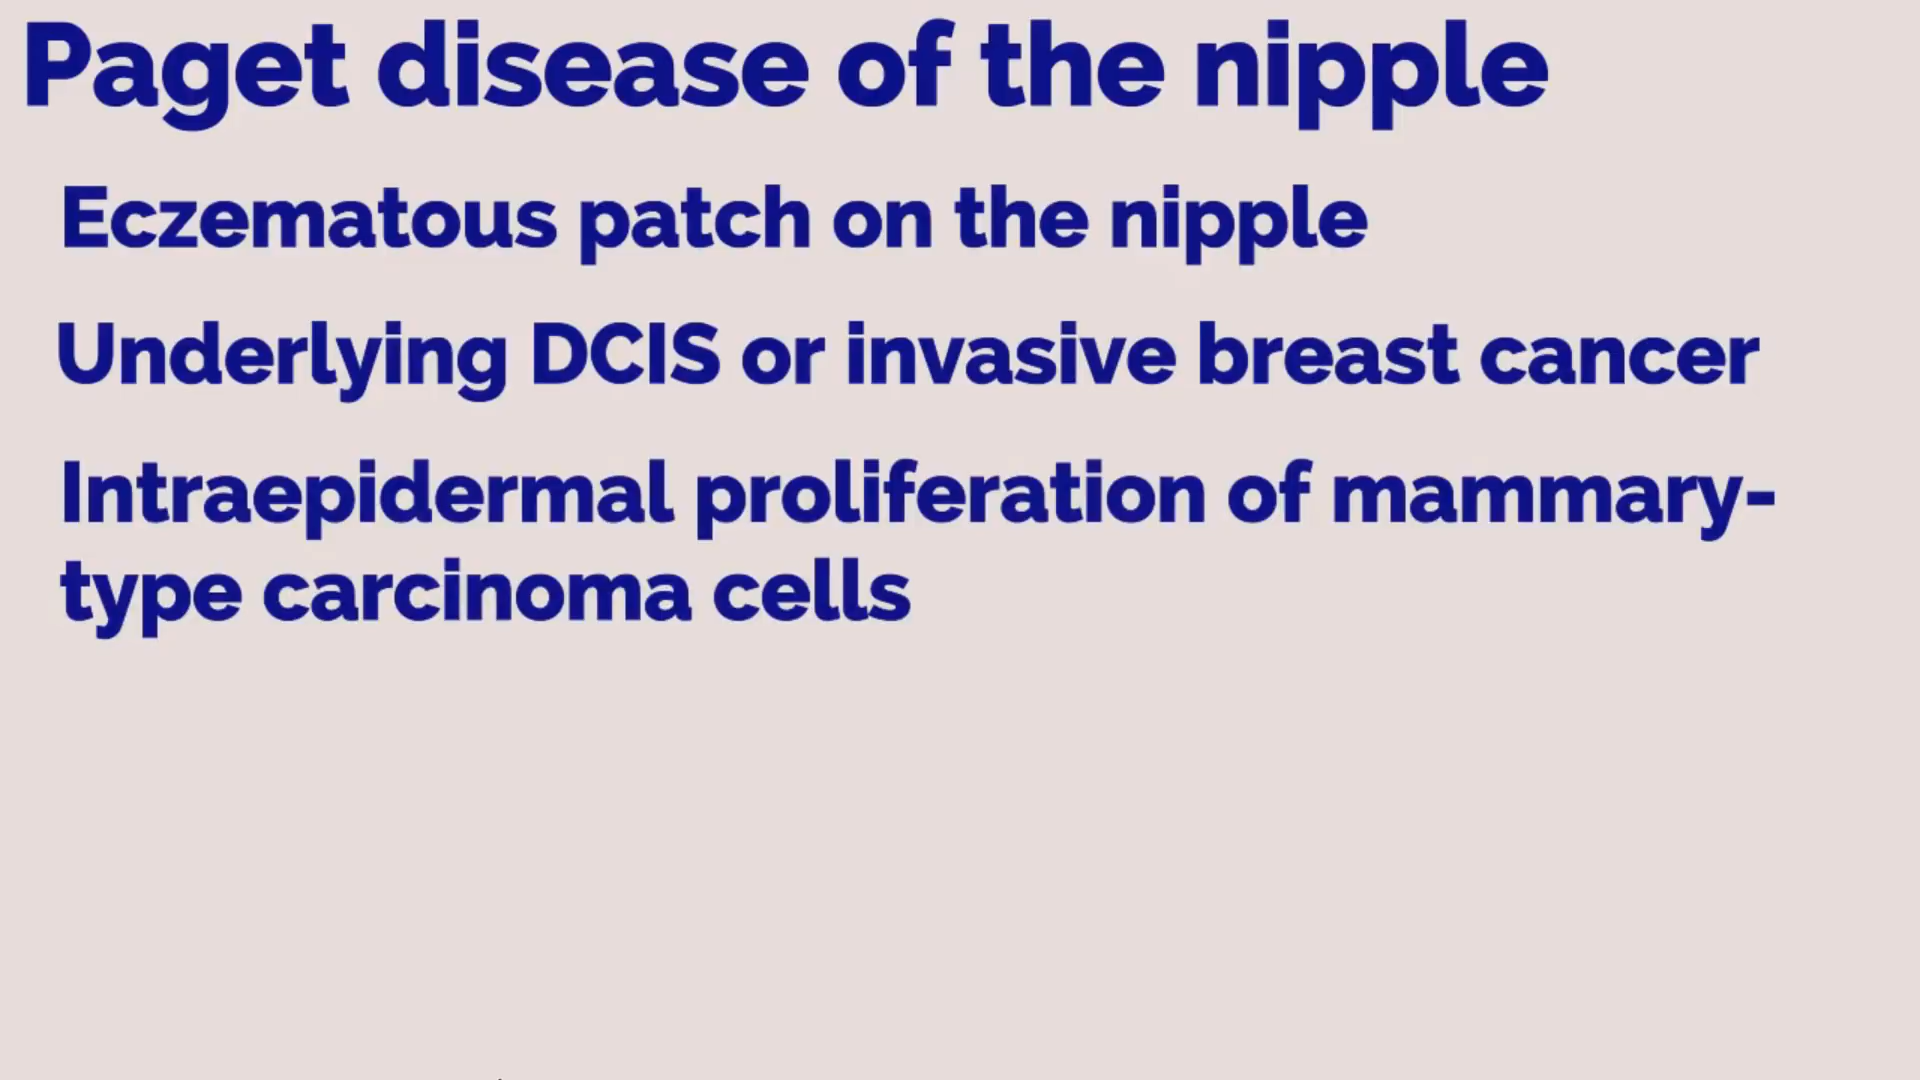 Paget disease of the nipple
Eczematous patch on the nipple
Underlying DCIS or invasive breast cancer
Intraepidermal proliferation of mammary-
type carcinoma cells